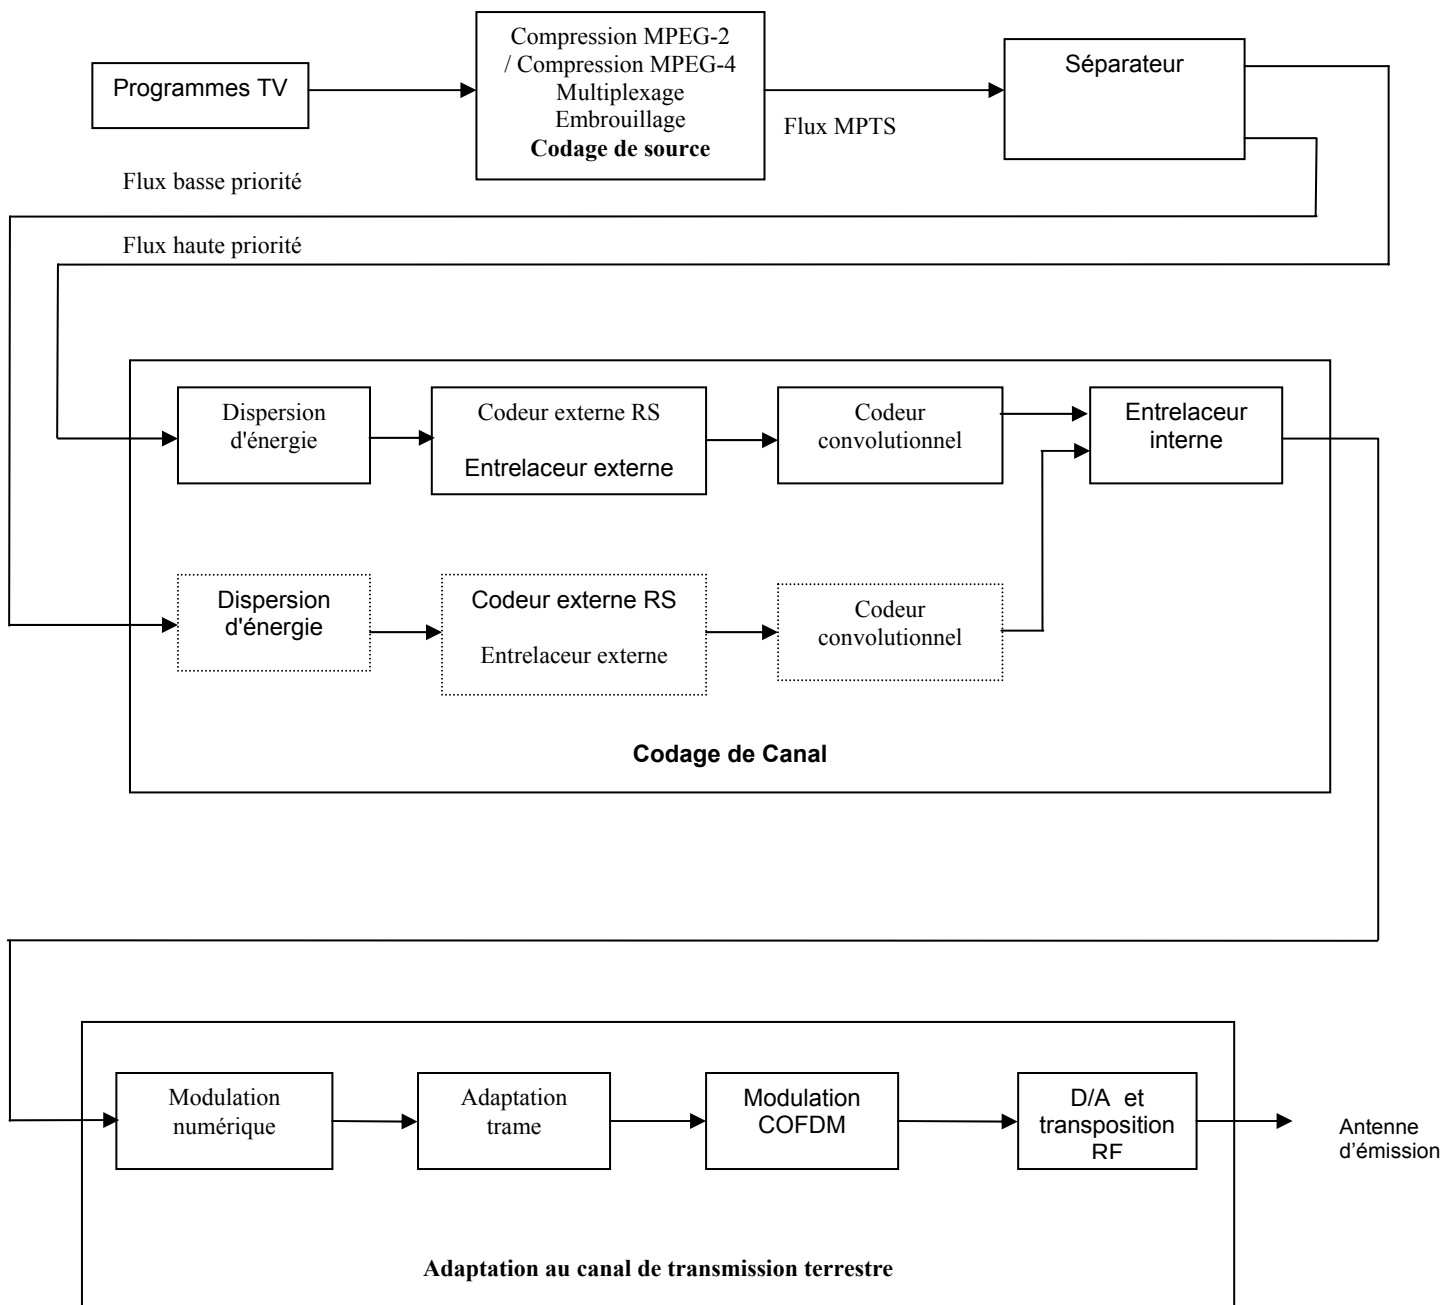 Programmes TV
Compression MPEG-2
/ Compression MPEG-4
Multiplexage
Embrouillage
Codage de source
Flux MPTS
Séparateur
Flux basse priorité
Flux haute priorité
Dispersion
d'énergie
Codeur externe RS
Entrelaceur externe
Codeur
convolutionnel
Entrelaceur
interne
Dispersion
d'énergie
Codeur externe RS
Entrelaceur externe
Codeur
convolutionnel
Codage de Canal
Modulation
numérique
Adaptation
trame
Modulation
COFDM
D/A et
transposition
RF
Antenne
d’émission
Adaptation au canal de transmission terrestre